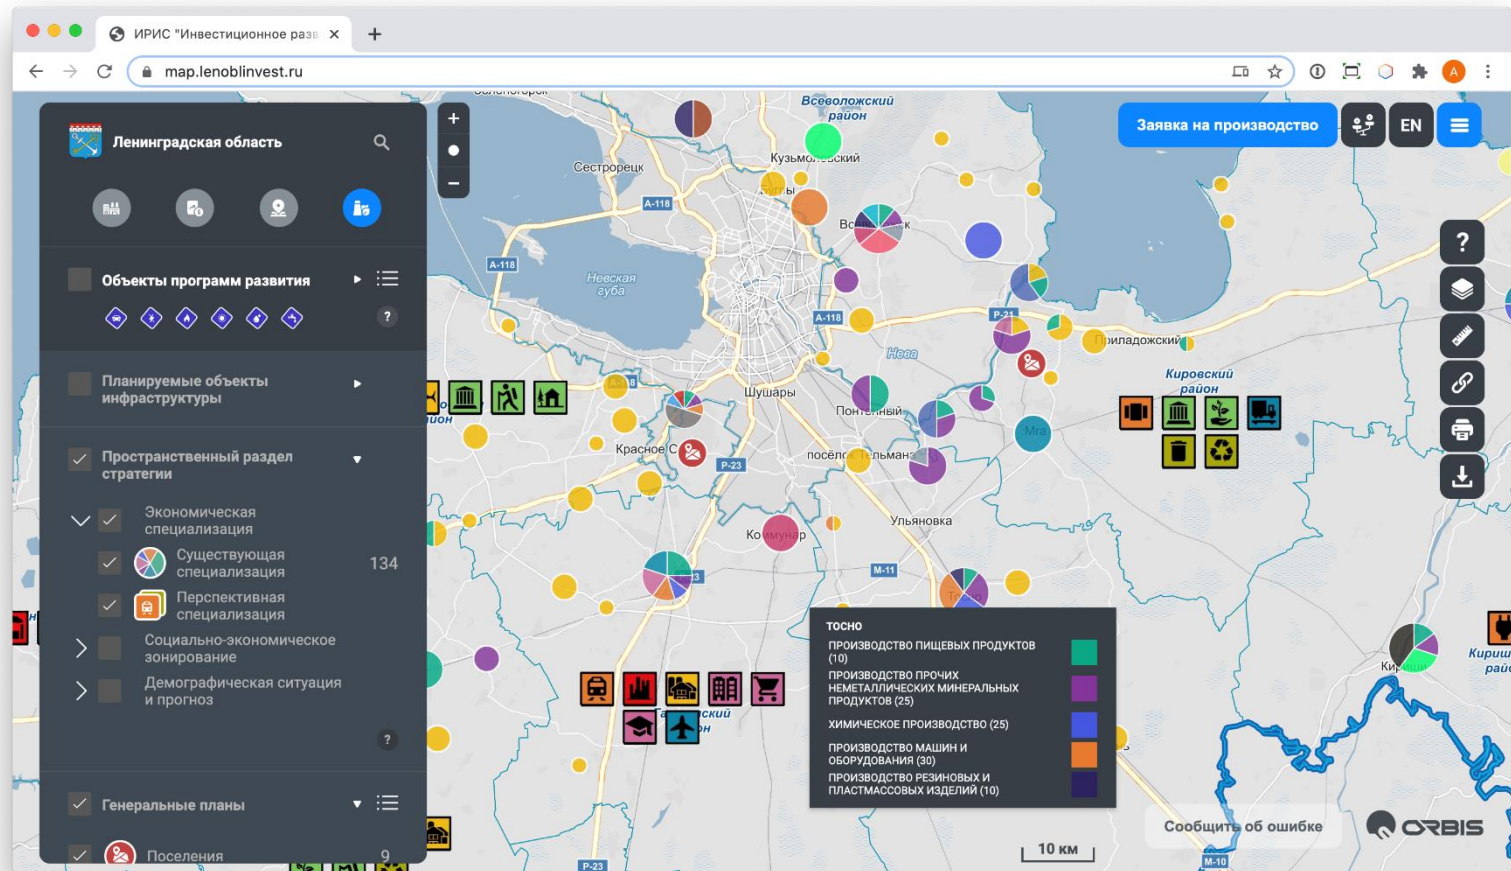 ИРИС "Инвестиционное разв
map.lenoblinvest.ru
A
Ленинградская область
Объекты программ развития
?
Планируемые объекты
инфраструктуры
Пространственный раздел
стратегии
Экономическая
специализация
Существующая
специализация
134
Перспективная
специализация
Социально-экономическое
зонирование
Демографическая ситуация
и прогноз
?
Генеральные планы
Поселения
9
+
−
Заявка на производство
EN
?
Всеволожский
район
Кузьмоловский
Сестрорецк
Бугры
А-118
А-118
Невская
губа
А-118
Р-21
Приладожский
Нева
Кировский
район
Шушары
Понтонный
Мга
Красное С
Р-23
посёлок Тельмана
Ульяновка
Коммунар
М-11
Тосно
ТОСНО
ПРОИЗВОДСТВО ПИЩЕВЫХ ПРОДУКТОВ
(10)
ПРОИЗВОДСТВО ПРОЧИХ
НЕМЕТАЛЛИЧЕСКИХ МИНЕРАЛЬНЫХ
ПРОДУКТОВ (25)
ХИМИЧЕСКОЕ ПРОИЗВОДСТВО (25)
ПРОИЗВОДСТВО МАШИН И
ОБОРУДОВАНИЯ (30)
ПРОИЗВОДСТВО РЕЗИНОВЫХ И
ПЛАСТМАССОВЫХ ИЗДЕЛИЙ (10)
Кириши
Сообщить об ошибке
ORBIS
10 км
Р-23
М-10